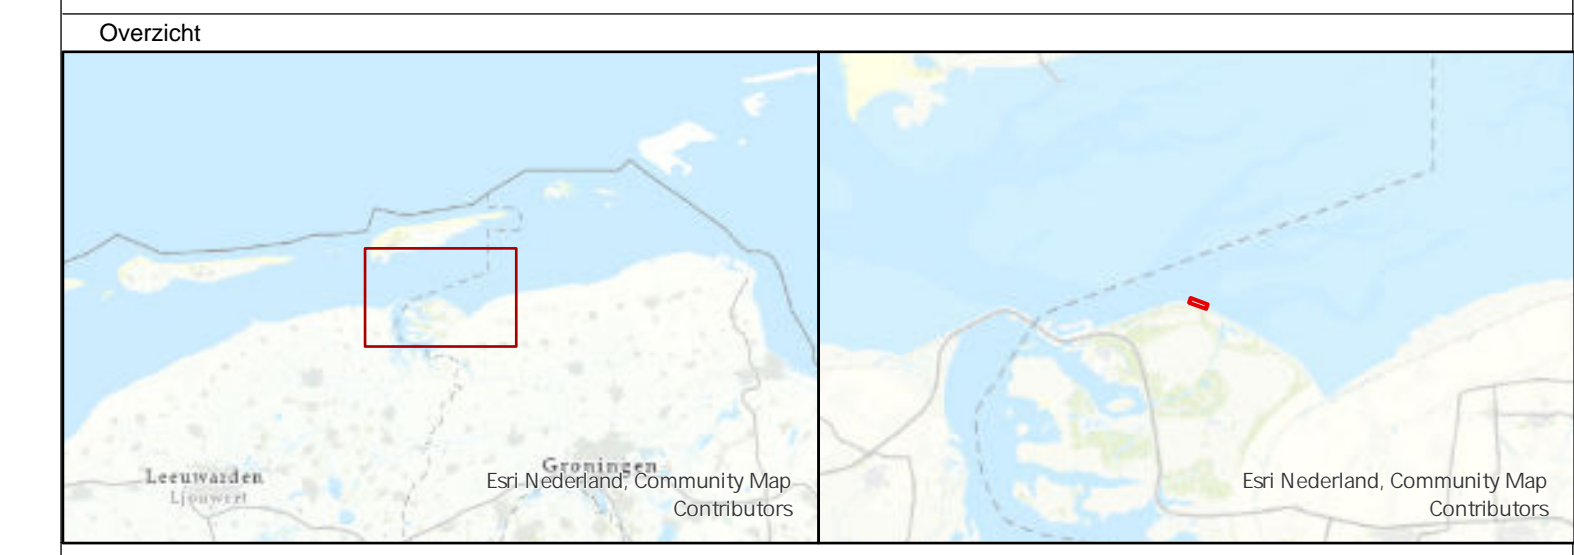 Overzicht
Leeuwarden
Ljouwert
Groningen
Esri Nederland, Community Map
Contributors
Esri Nederland, Community Map
Contributors